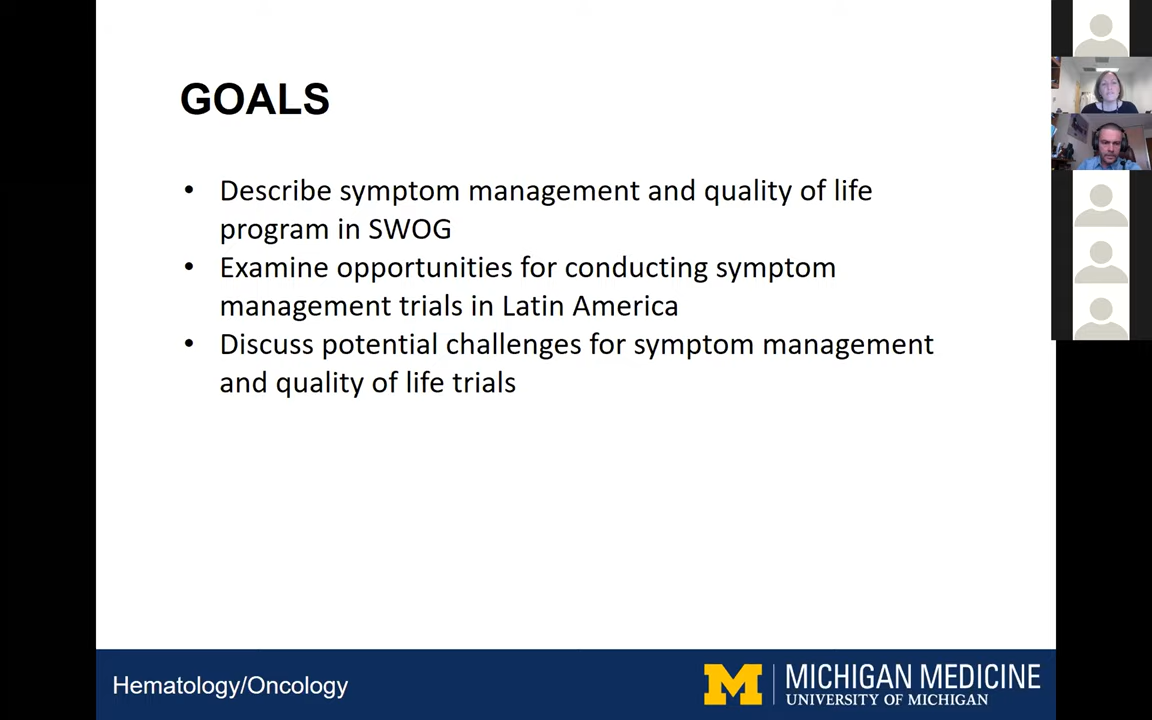 GOALS
• Describe symptom management and quality of life
program in SWOG
• Examine opportunities for conducting symptom
management trials in Latin America
• Discuss potential challenges for symptom management
and quality of life trials
Hematology/Oncology
M MICHIGAN MEDICINE
UNIVERSITY OF MICHIGAN